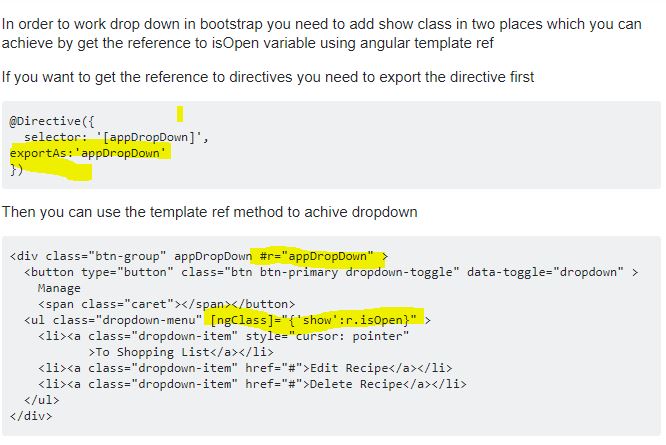 In order to work drop down in bootstrap you need to add show class in two places which you can
achieve by get the reference to isOpen variable using angular template ref
If you want to get the reference to directives you need to export the directive first
@Directive({
  selector: '[appDropDown]',
exportAs:'appDropDown'
})
Then you can use the template ref method to achive dropdown
<div class="btn-group" appDropDown #r="appDropDown" >
  <button type="button" class="btn btn-primary dropdown-toggle" data-toggle="dropdown" >
    Manage
    <span class="caret"></span></button>
  <ul class="dropdown-menu" [ngClass]="{'show':r.isOpen}" >
    <li><a class="dropdown-item" style="cursor: pointer"
           >To Shopping List</a></li>
    <li><a class="dropdown-item" href="#">Edit Recipe</a></li>
    <li><a class="dropdown-item" href="#">Delete Recipe</a></li>
  </ul>
</div>